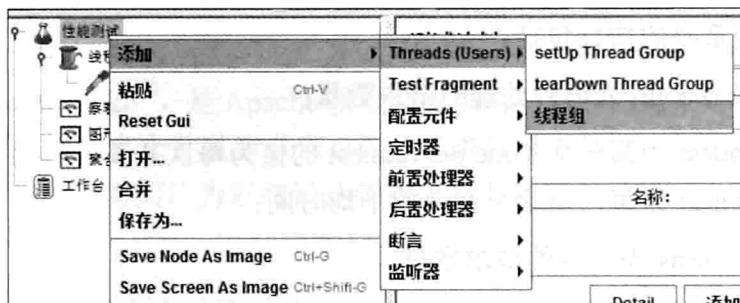 性能测试
添加
Threads (Users)
setUp Thread Group
粘贴 Ctrl-V
Test Fragment
tearDown Thread Group
Reset Gui
配置元件
线程组
打开...
定时器
合并
前置处理器
工作台
名称:
保存为...
后置处理器
断言
Save Node As Image Ctrl-G
监听器
Save Screen As Image Ctrl+Shift-G
Detail
添加